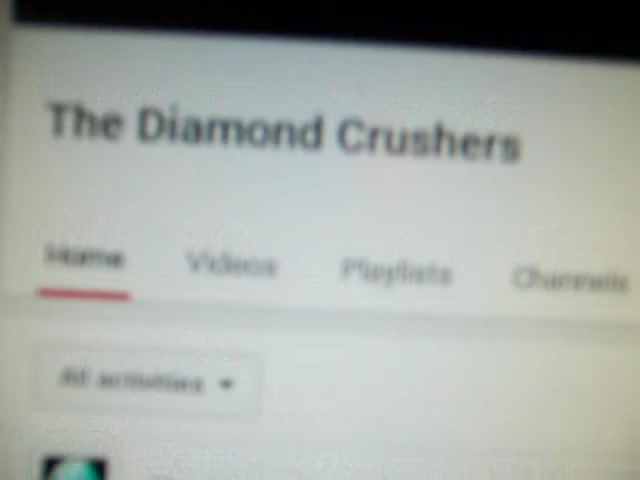 The Diamond Crushers
Home Videos Playlists Channels
All activities